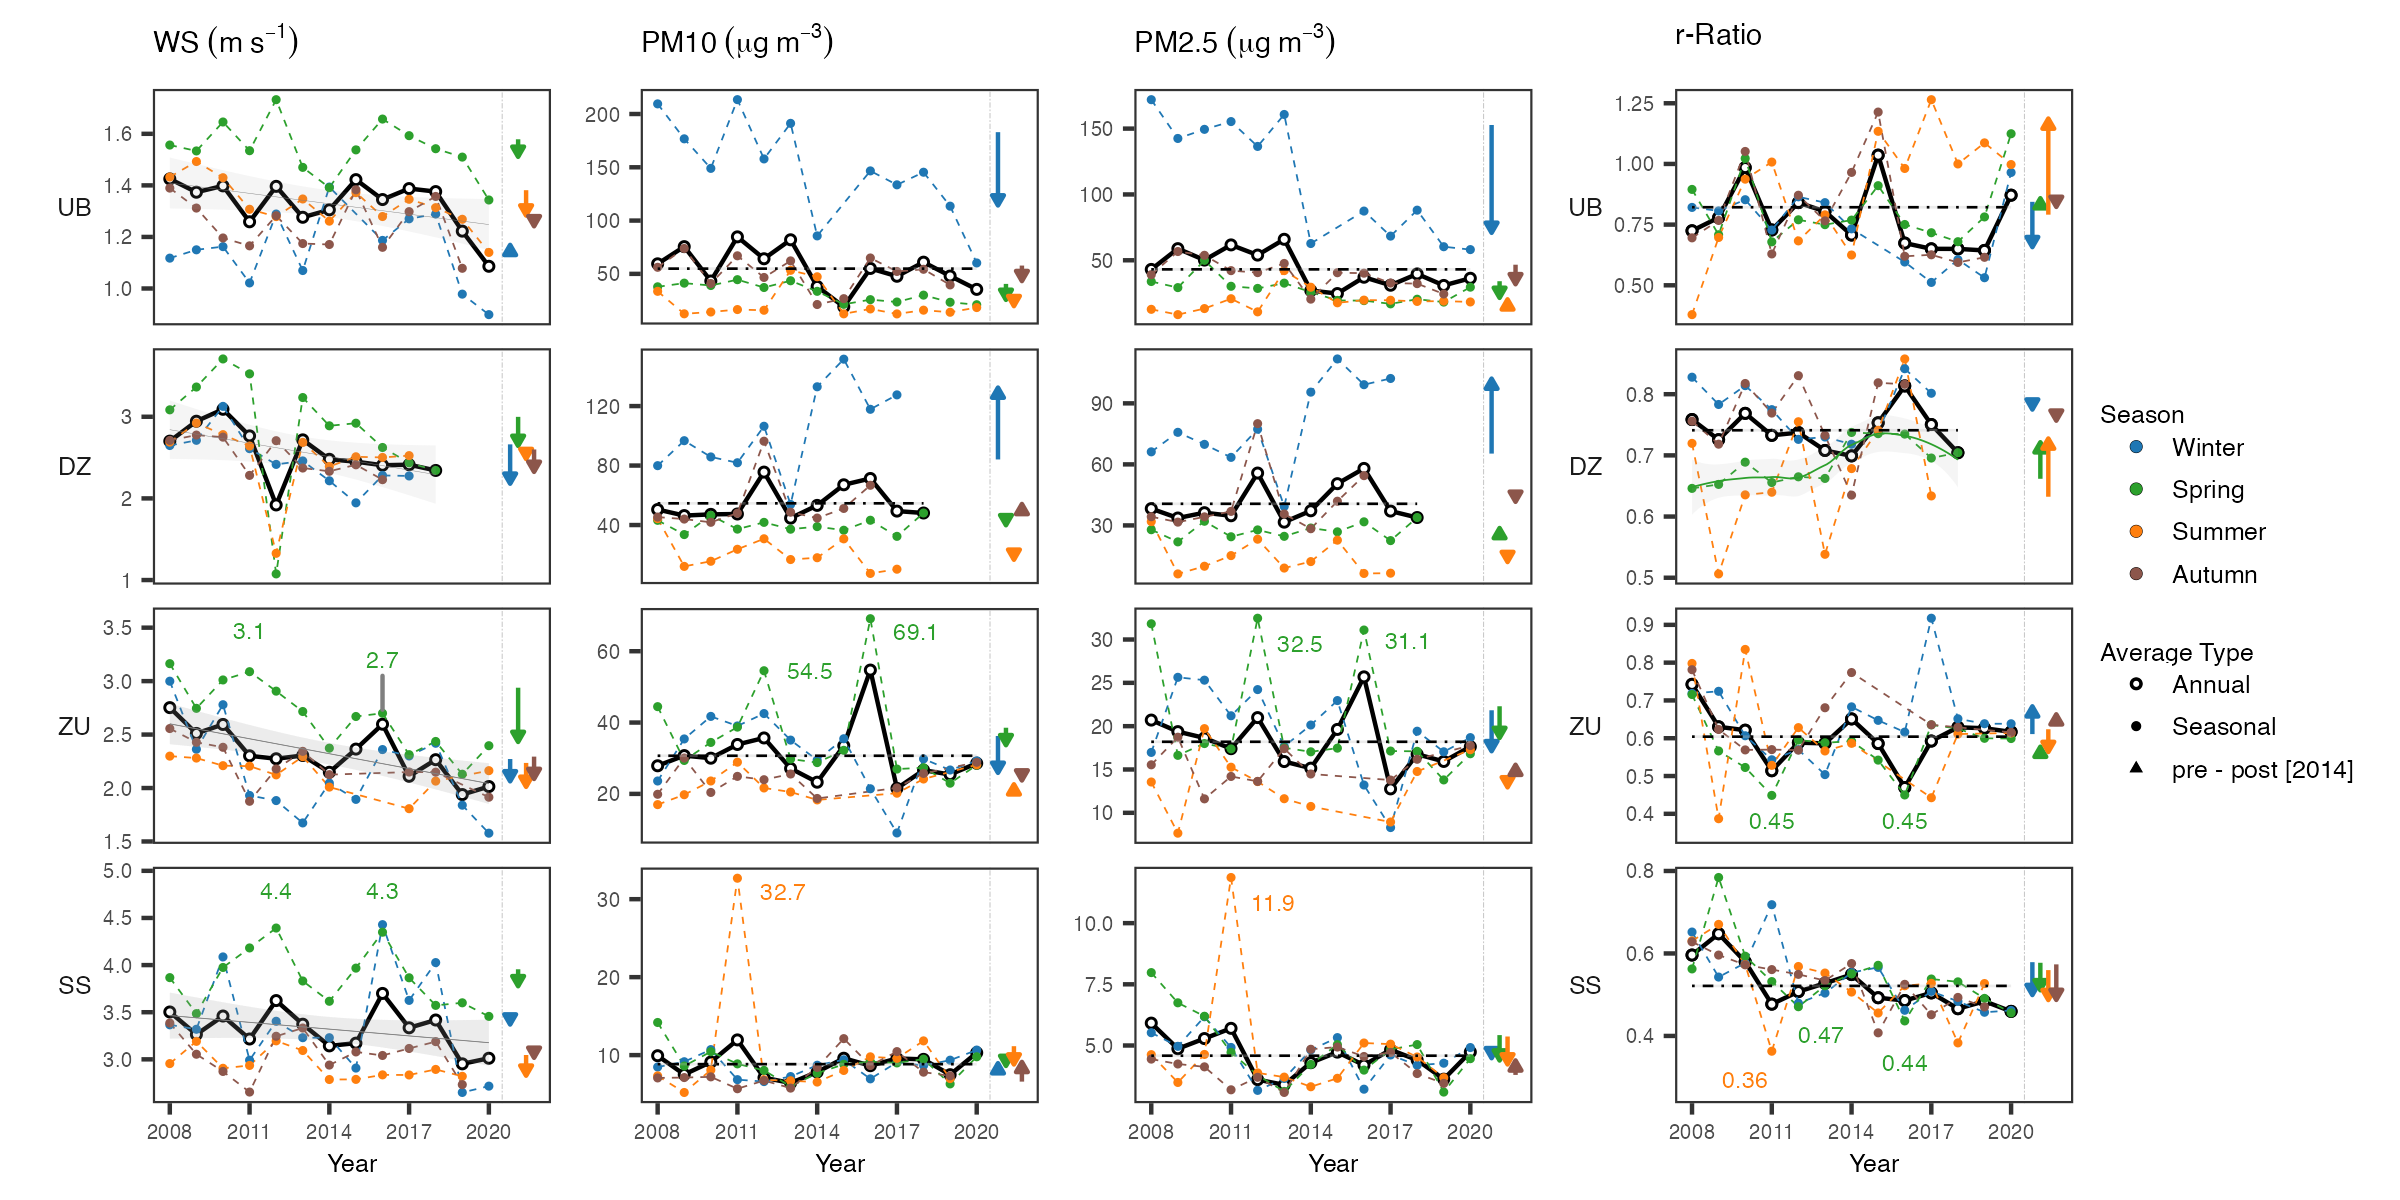 WS (m s⁻¹)
PM10 (μg m⁻³)
PM2.5 (μg m⁻³)
r-Ratio
UB
1.6
1.4
1.2
1.0
200
150
100
50
150
100
50
UB
1.25
1.00
0.75
0.50
DZ
3
2
1
120
80
40
90
60
30
DZ
0.8
0.7
0.6
0.5
ZU
3.5
3.0
2.5
2.0
1.5
3.1
2.7
60
40
20
69.1
54.5
30
25
20
15
10
32.5
31.1
ZU
0.9
0.8
0.7
0.6
0.5
0.4
0.45
0.45
SS
5.0
4.5
4.0
3.5
3.0
4.4
4.3
30
20
10
32.7
10.0
7.5
5.0
11.9
SS
0.8
0.6
0.4
0.47
0.44
0.36
2008 2011 2014 2017 2020
2008 2011 2014 2017 2020
2008 2011 2014 2017 2020
2008 2011 2014 2017 2020
Year
Year
Year
Year
Season
Winter
Spring
Summer
Autumn
Average Type
Annual
Seasonal
pre - post [2014]